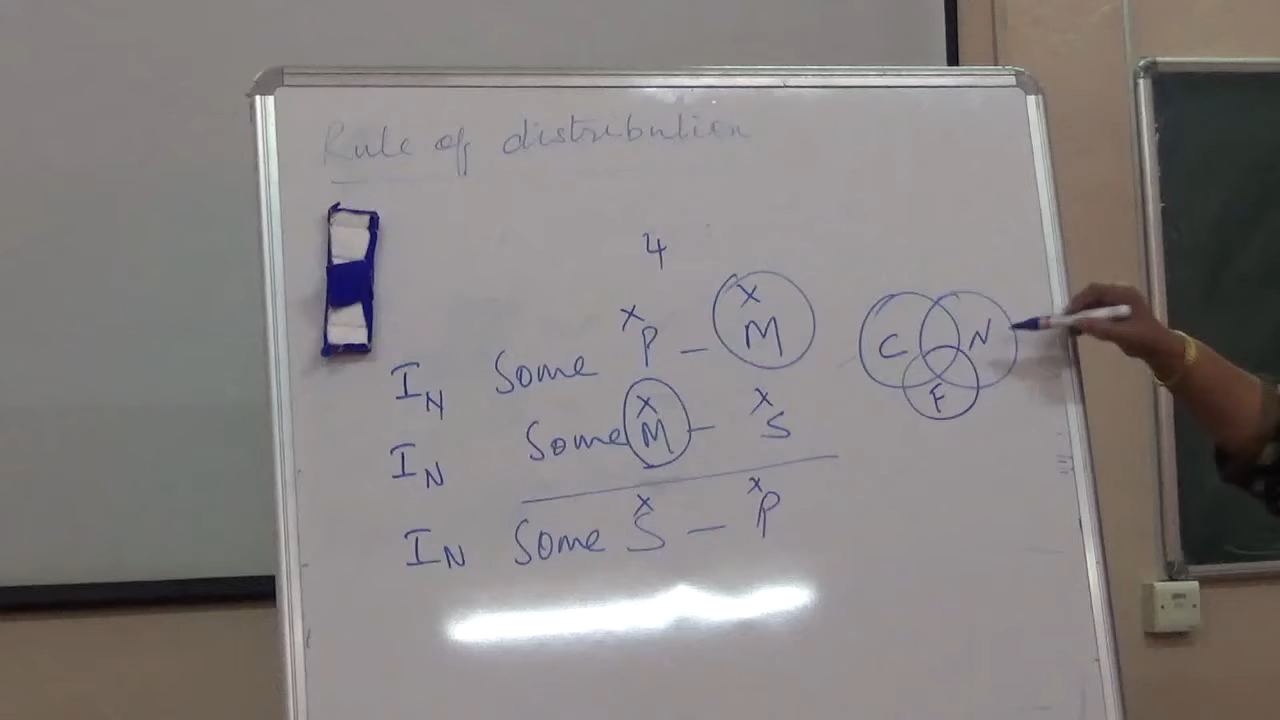 Rule of distribution
4
x x
IN Some P – M
x x
IN Some M – S
x x
IN Some S – P
C N
F